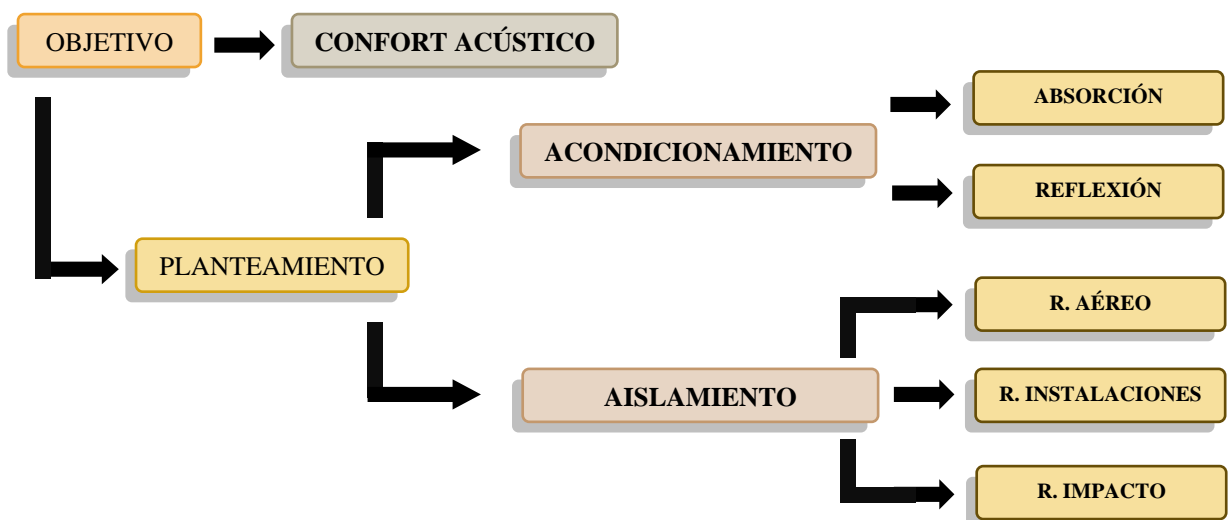 OBJETIVO
CONFORT ACÚSTICO
ABSORCIÓN
ACONDICIONAMIENTO
REFLEXIÓN
PLANTEAMIENTO
R. AÉREO
AISLAMIENTO
R. INSTALACIONES
R. IMPACTO